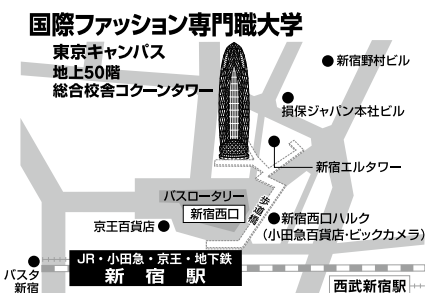 国際ファッション専門職大学
東京キャンパス
地上50階
総合校舎コクーンタワー
新宿野村ビル
損保ジャパン本社ビル
新宿エルタワー
バスロータリー
新宿西口
歩道橋
京王百貨店
新宿西口ハルク
(小田急百貨店・ビックカメラ)
バスタ
新宿
JR・小田急・京王・地下鉄
新宿駅
西武新宿駅